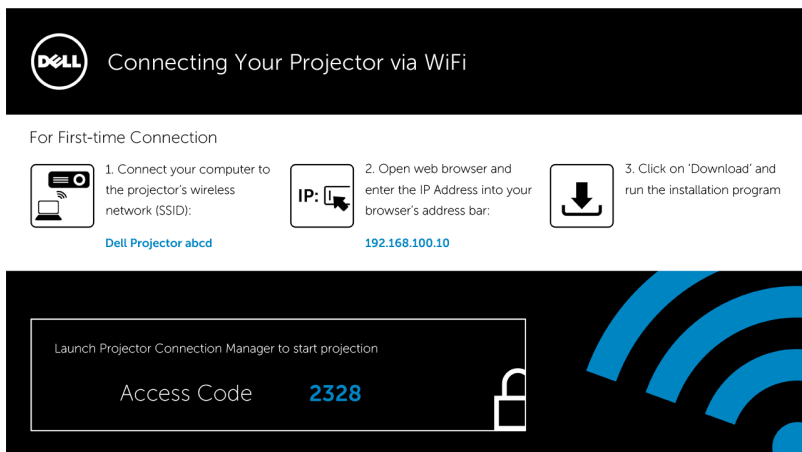 DELL
Connecting Your Projector via WiFi
For First-time Connection
1. Connect your computer to
the projector's wireless
network (SSID):
Dell Projector abcd
IP:
2. Open web browser and
enter the IP Address into your
browser's address bar:
192.168.100.10
3. Click on 'Download' and
run the installation program
Launch Projector Connection Manager to start projection
Access Code 2328